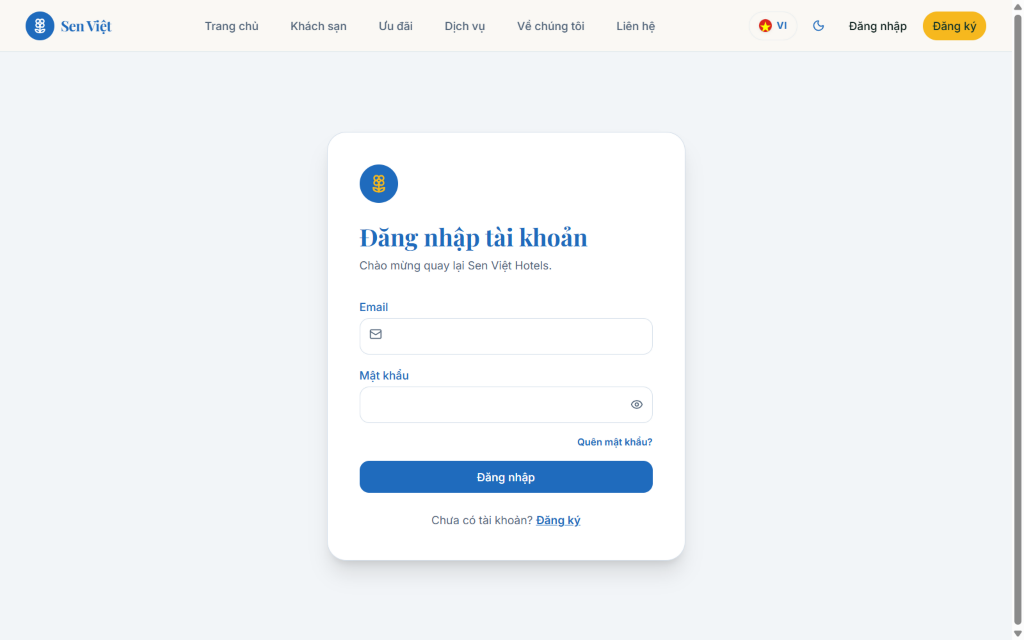 Sen Việt
Trang chủ
Khách sạn
Ưu đãi
Dịch vụ
Về chúng tôi
Liên hệ
VI
Đăng nhập
Đăng ký
Đăng nhập tài khoản
Chào mừng quay lại Sen Việt Hotels.
Email
Mật khẩu
Quên mật khẩu?
Đăng nhập
Chưa có tài khoản? Đăng ký